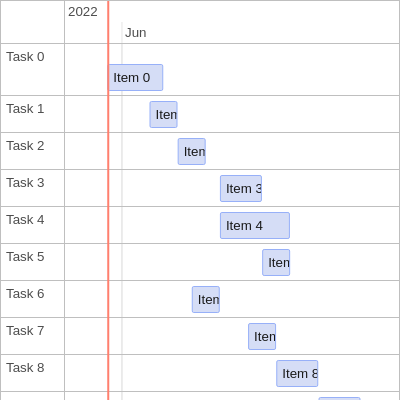 2022
Jun
Task 0
Item 0
Task 1
Iten
Task 2
Iten
Task 3
Item 3
Task 4
Item 4
Task 5
Iten
Task 6
Iten
Task 7
Iten
Task 8
Item 8